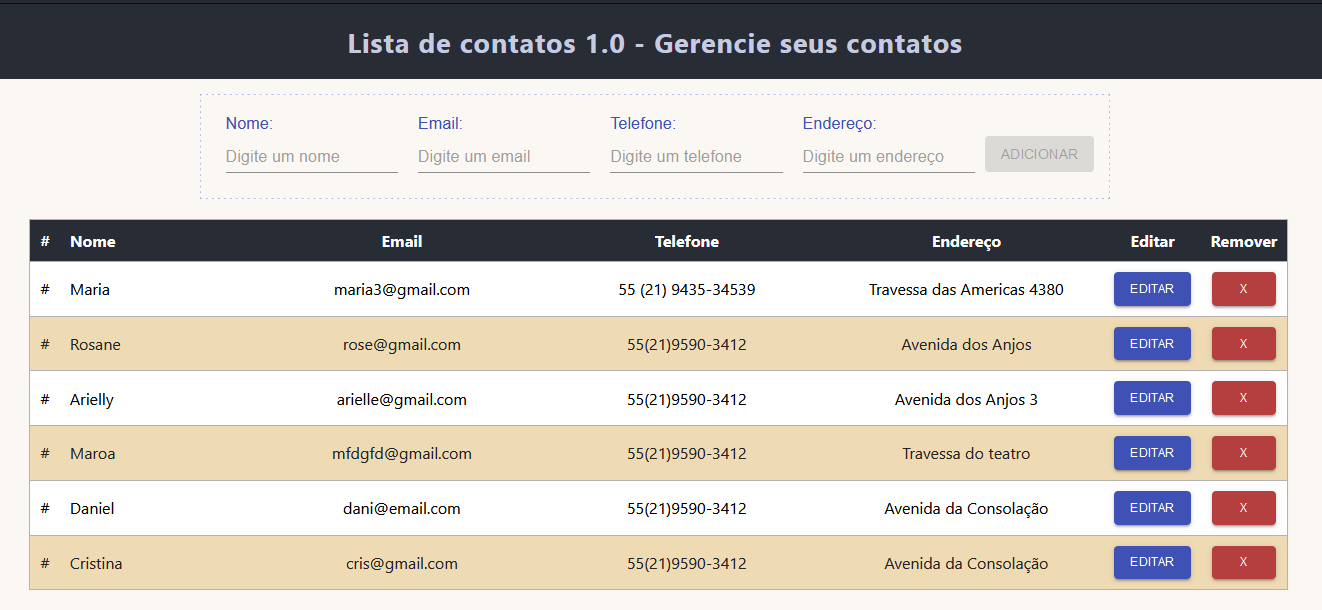 Lista de contatos 1.0 - Gerencie seus contatos
Nome: Email: Telefone: Endereço:
Digite um nome Digite um email Digite um telefone Digite um endereço ADICIONAR
# Nome Email Telefone Endereço Editar Remover
# Maria maria3@gmail.com 55 (21) 9435-34539 Travessa das Americas 4380 EDITAR X
# Rosane rose@gmail.com 55(21)9590-3412 Avenida dos Anjos EDITAR X
# Arielly arielle@gmail.com 55(21)9590-3412 Avenida dos Anjos 3 EDITAR X
# Maroa mfdgfd@gmail.com 55(21)9590-3412 Travessa do teatro EDITAR X
# Daniel dani@email.com 55(21)9590-3412 Avenida da Consolação EDITAR X
# Cristina cris@gmail.com 55(21)9590-3412 Avenida da Consolação EDITAR X